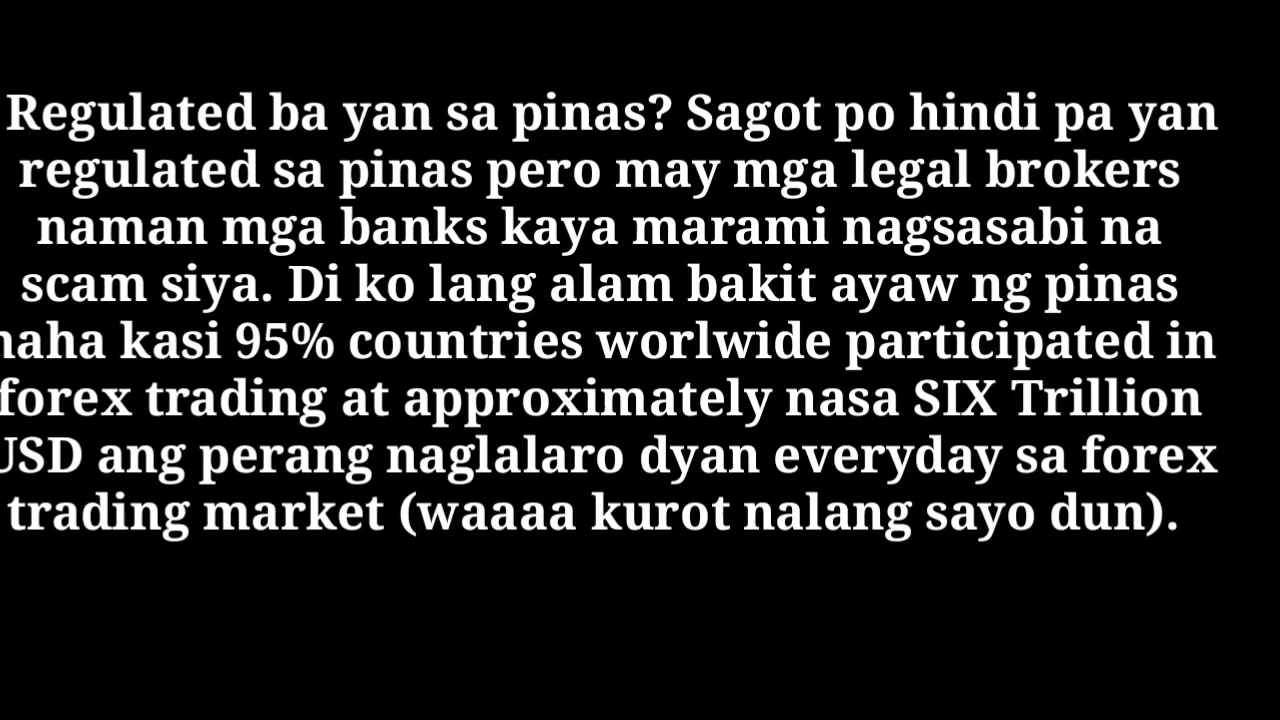 Regulated ba yan sa pinas? Sagot po hindi pa yan
regulated sa pinas pero may mga legal brokers
naman mga banks kaya marami nagsasabi na
scam siya. Di ko lang alam bakit ayaw ng pinas
haha kasi 95% countries worlwide participated in
forex trading at approximately nasa SIX Trillion
USD ang perang naglalaro dyan everyday sa forex
trading market (waaaa kurot nalang sayo dun).